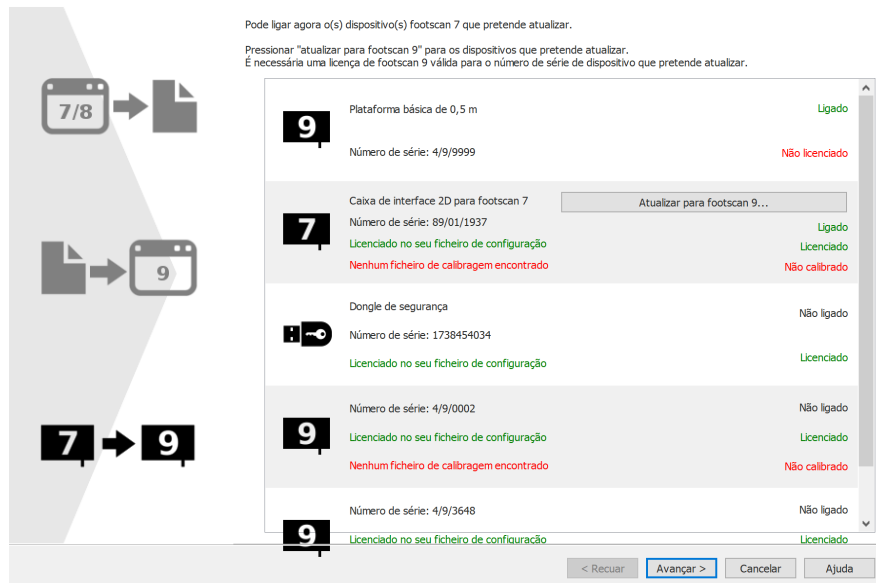 Pode ligar agora o(s) dispositivo(s) footscan 7 que pretende atualizar.
Pressionar "atualizar para footscan 9" para os dispositivos que pretende atualizar.
É necessária uma licença de footscan 9 válida para o número de série de dispositivo que pretende atualizar.
7/8
9
7 9
9
Plataforma básica de 0,5 m
Ligado
Número de série: 4/9/9999
Não licenciado
7
Caixa de interface 2D para footscan 7
Atualizar para footscan 9...
Número de série: 89/01/1937
Ligado
Licenciado no seu ficheiro de configuração
Licenciado
Nenhum ficheiro de calibragem encontrado
Não calibrado
Dongle de segurança
Não ligado
Número de série: 1738454034
Licenciado no seu ficheiro de configuração
Licenciado
9
Número de série: 4/9/0002
Não ligado
Licenciado no seu ficheiro de configuração
Licenciado
Nenhum ficheiro de calibragem encontrado
Não calibrado
9
Número de série: 4/9/3648
Não ligado
Licenciado no seu ficheiro de configuração
Licenciado
< Recuar
Avançar >
Cancelar
Ajuda